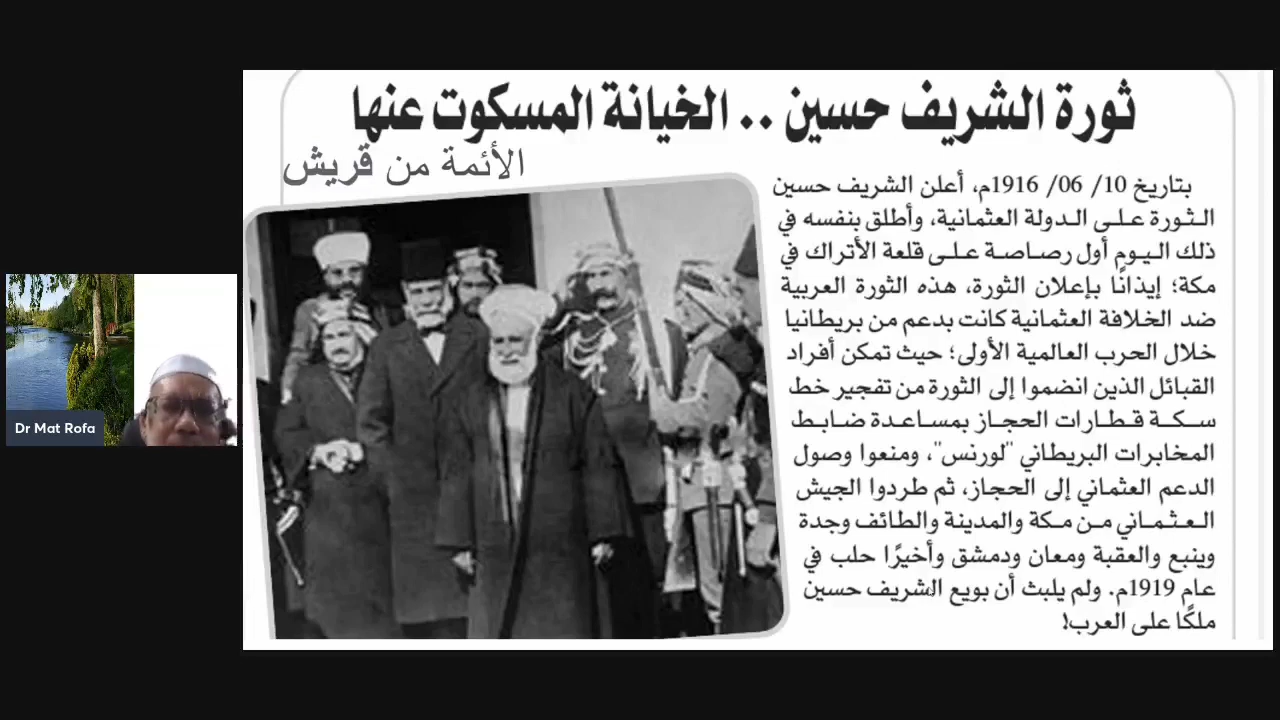 ثورة الشريف حسين .. الخيانة المسكوت عنها
الأئمة من قريش
بتاريخ 10/ 06/ 1916م، أعلن الشريف حسين
الثورة على الدولة العثمانية، وأطلق بنفسه في
ذلك اليوم أول رصاصة على قلعة الأتراك في
مكة؛ إيذانًا بإعلان الثورة، هذه الثورة العربية
ضد الخلافة العثمانية كانت بدعم من بريطانيا
خلال الحرب العالمية الأولى؛ حيث تمكن أفراد
القبائل الذين انضموا إلى الثورة من تفجير خط
سكة قطارات الحجاز بمساعدة ضابط
المخابرات البريطاني "لورنس"، ومنعوا وصول
الدعم العثماني إلى الحجاز، ثم طردوا الجيش
العثماني من مكة والمدينة والطائف وجدة
وينبع والعقبة ومعان ودمشق وأخيرًا حلب في
عام 1919م. ولم يلبث أن بويع الشريف حسين
ملكًا على العرب!
Dr Mat Rofa